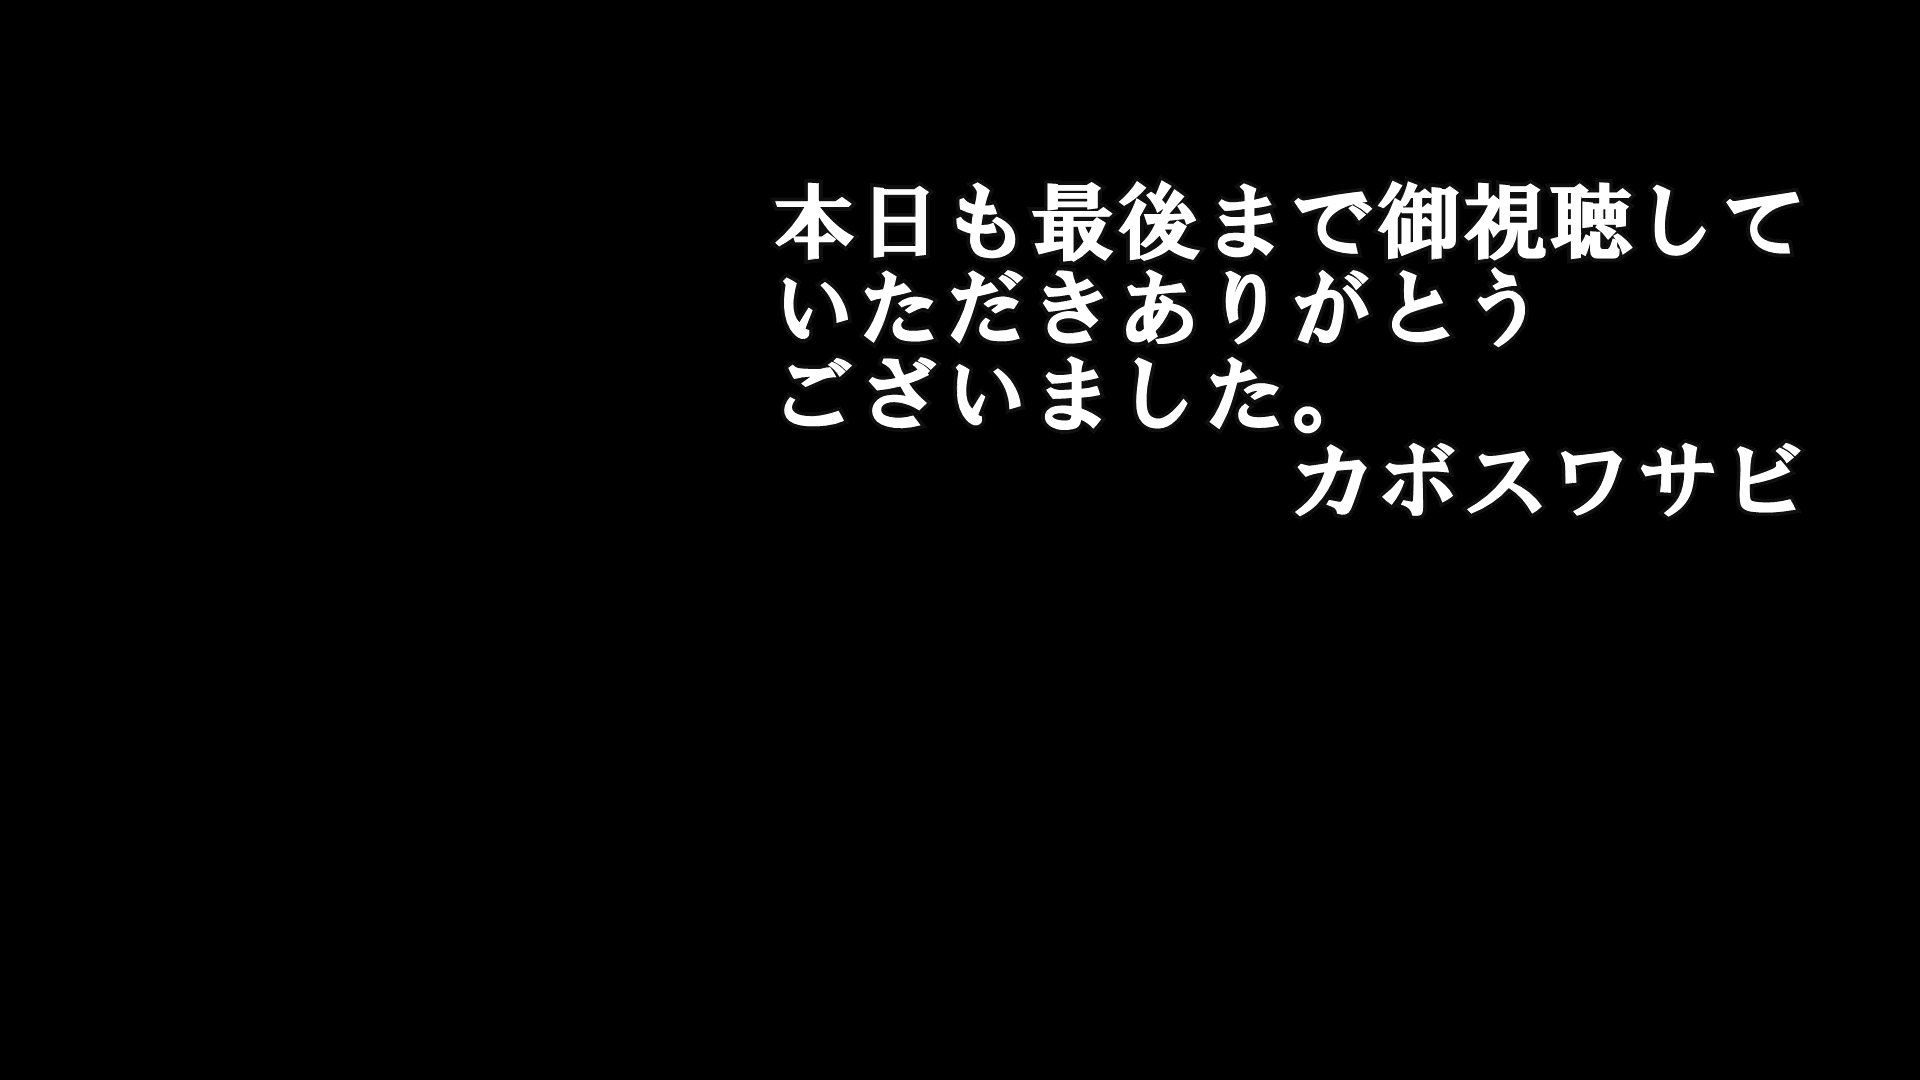 本日も最後まで御視聴して
いただきありがとう
ございました。
カボスワサビ